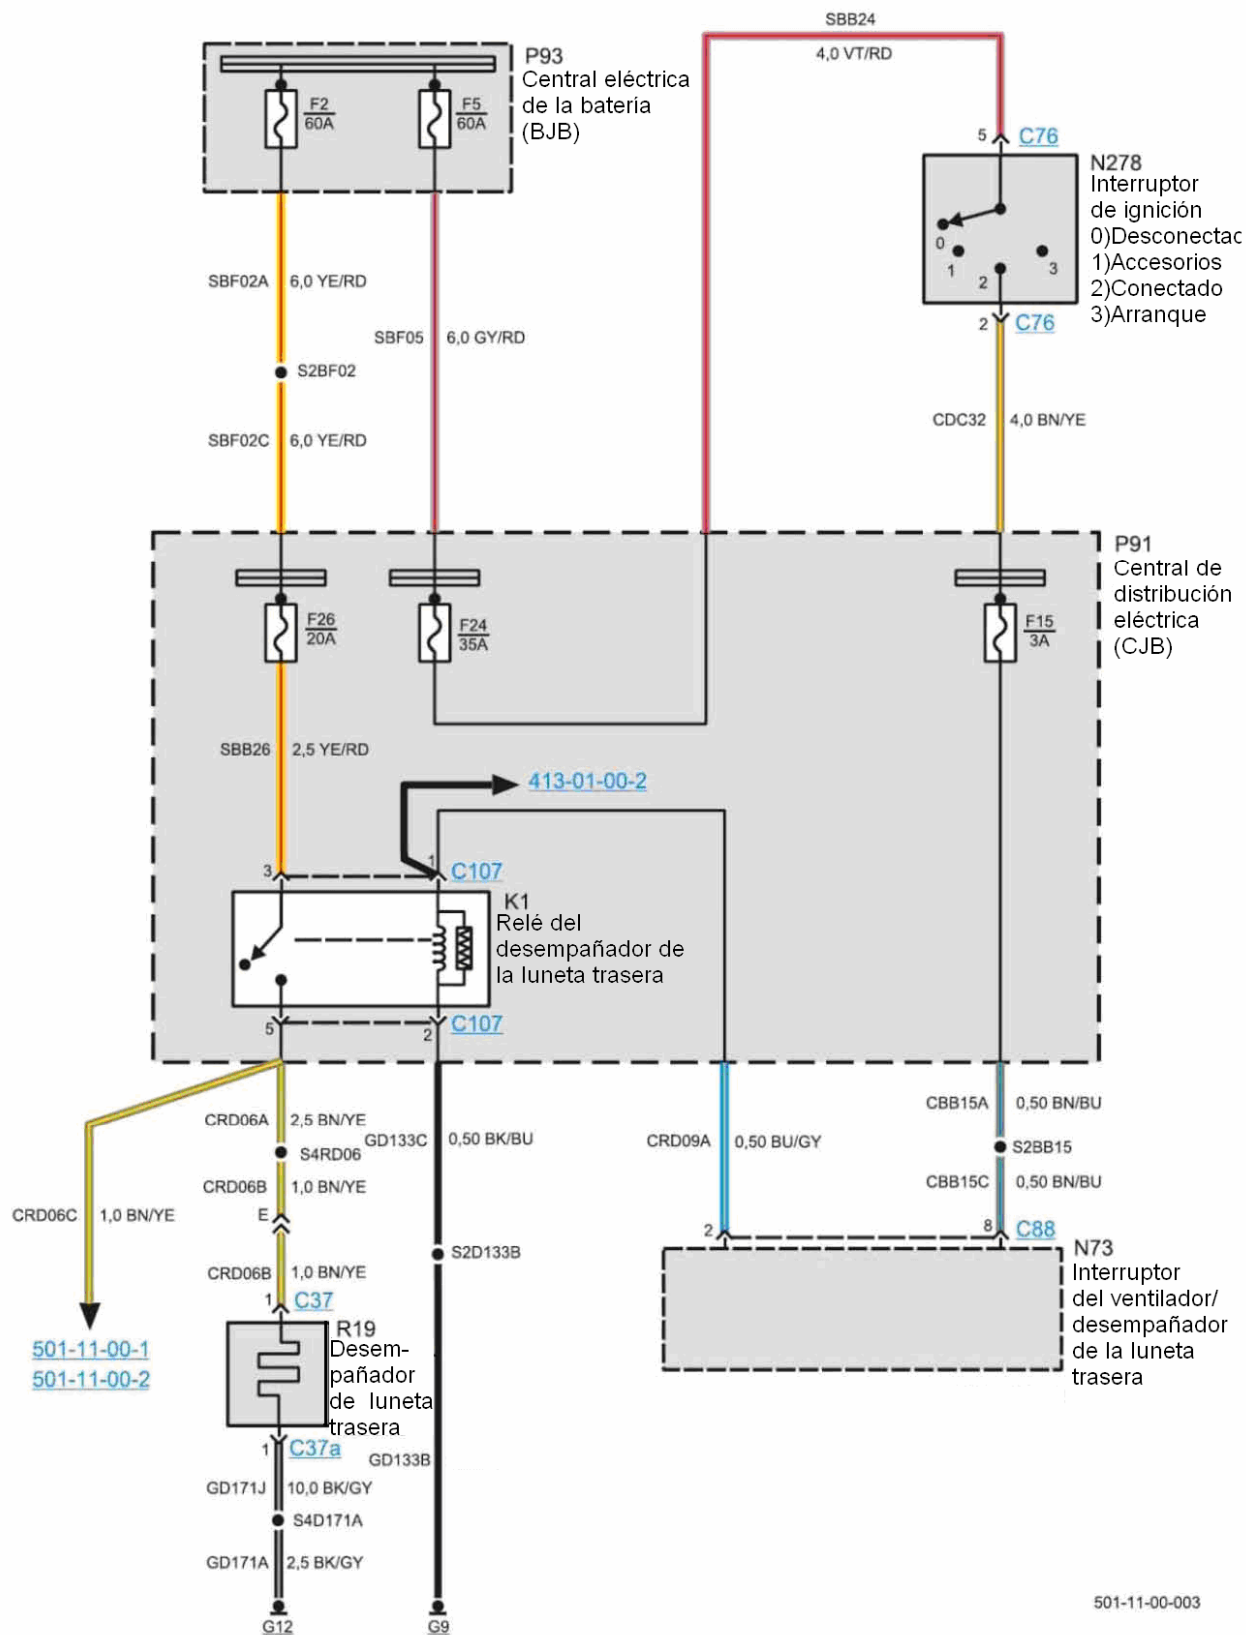 SBB24
4,0 VT/RD
P93
Central eléctrica
de la batería
(BJB)
F2
60A
F5
60A
5 C76
N278
Interruptor
de ignición
0)Desconectac
1)Accesorios
2)Conectado
3)Arranque
0
1
2
3
2 C76
SBF02A 6,0 YE/RD
SBF05 6,0 GY/RD
S2BF02
SBF02C 6,0 YE/RD
CDC32 4,0 BN/YE
P91
Central de
distribución
eléctrica
(CJB)
F26
20A
F24
35A
F15
3A
SBB26 2,5 YE/RD
413-01-00-2
3 1 C107
K1
Relé del
desempañador de
la luneta trasera
5 2 C107
CRD06A 2,5 BN/YE
GD133C 0,50 BK/BU
CRD09A 0,50 BU/GY
CBB15A 0,50 BN/BU
S4RD06
S2BB15
CRD06B 1,0 BN/YE
CBB15C 0,50 BN/BU
CRD06C 1,0 BN/YE
E
S2D133B
2 8 C88
N73
Interruptor
del ventilador/
desempañador
de la luneta
trasera
CRD06B 1,0 BN/YE
1 C37
R19
Desem-
pañador
de luneta
trasera
501-11-00-1
501-11-00-2
1 C37a
GD133B
GD171J 10,0 BK/GY
S4D171A
GD171A 2,5 BK/GY
G12
G9
501-11-00-003